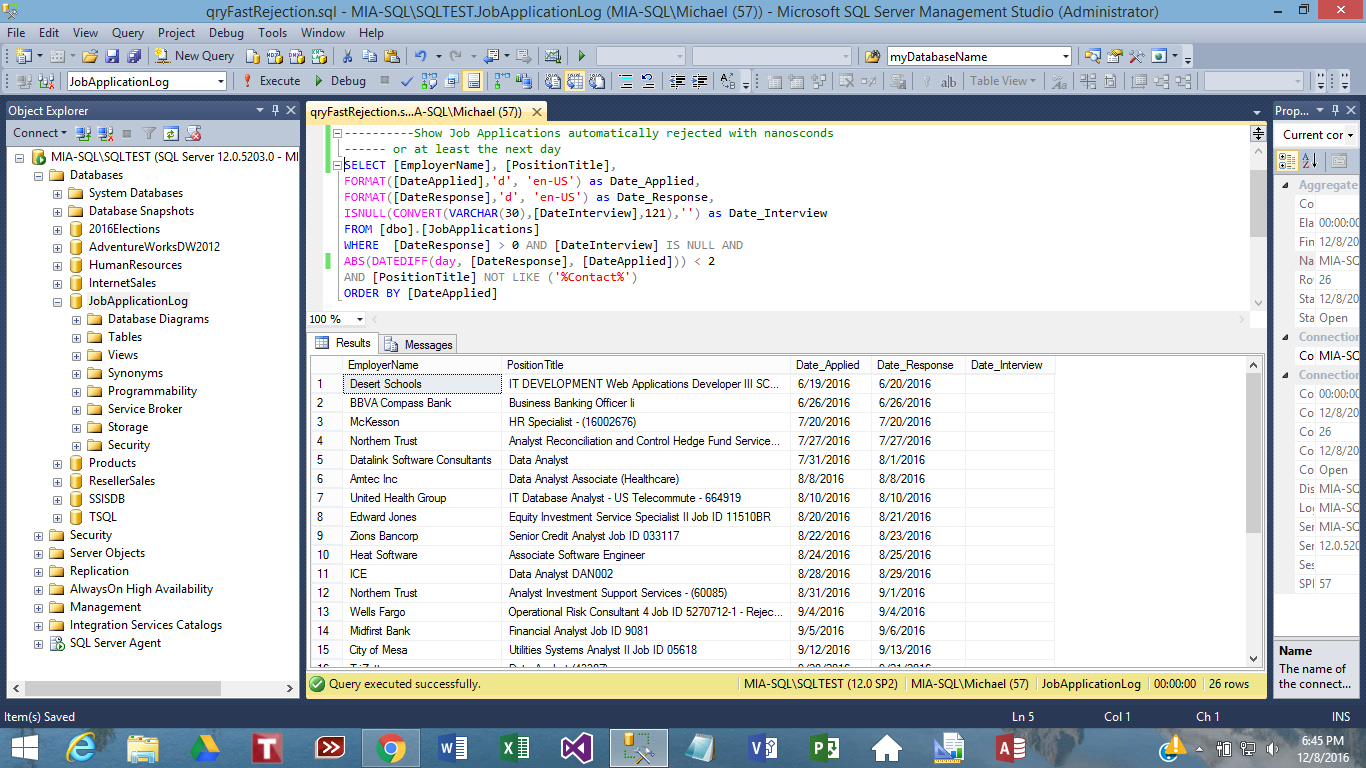 qryFastRejection.sql - MIA-SQL\SQLTEST.JobApplicationLog (MIA-SQL\Michael (57)) - Microsoft SQL Server Management Studio (Administrator)
File Edit View Query Project Debug Tools Window Help
New Query myDatabaseName
JobApplicationLog Execute Debug Table View
Object Explorer
Connect
MIA-SQL\SQLTEST (SQL Server 12.0.5203.0 - MI
Databases
System Databases
Database Snapshots
2016Elections
AdventureWorksDW2012
HumanResources
InternetSales
JobApplicationLog
Database Diagrams
Tables
Views
Synonyms
Programmability
Service Broker
Storage
Security
Products
ResellerSales
SSISDB
TSQL
Security
Server Objects
Replication
AlwaysOn High Availability
Management
Integration Services Catalogs
SQL Server Agent
qryFastRejection.s...A-SQL\Michael (57))
----------Show Job Applications automatically rejected with nanosconds
------ or at least the next day
SELECT [EmployerName], [PositionTitle],
FORMAT([DateApplied],'d', 'en-US') as Date_Applied,
FORMAT([DateResponse],'d', 'en-US') as Date_Response,
ISNULL(CONVERT(VARCHAR(30),[DateInterview],121),'') as Date_Interview
FROM [dbo].[JobApplications]
WHERE  [DateResponse] > 0 AND [DateInterview] IS NULL AND
ABS(DATEDIFF(day, [DateResponse], [DateApplied])) < 2
AND [PositionTitle] NOT LIKE ('%Contact%')
ORDER BY [DateApplied]
100 %
Results Messages
EmployerName PositionTitle Date_Applied Date_Response Date_Interview
1 Desert Schools IT DEVELOPMENT Web Applications Developer III SC... 6/19/2016 6/20/2016
2 BBVA Compass Bank Business Banking Officer Ii 6/26/2016 6/26/2016
3 McKesson HR Specialist - (16002676) 7/20/2016 7/20/2016
4 Northern Trust Analyst Reconciliation and Control Hedge Fund Service... 7/27/2016 7/27/2016
5 Datalink Software Consultants Data Analyst 7/31/2016 8/1/2016
6 Amtec Inc Data Analyst Associate (Healthcare) 8/8/2016 8/8/2016
7 United Health Group IT Database Analyst - US Telecommute - 664919 8/10/2016 8/10/2016
8 Edward Jones Equity Investment Service Specialist II Job ID 11510BR 8/20/2016 8/21/2016
9 Zions Bancorp Senior Credit Analyst Job ID 033117 8/22/2016 8/23/2016
10 Heat Software Associate Software Engineer 8/24/2016 8/25/2016
11 ICE Data Analyst DAN002 8/28/2016 8/29/2016
12 Northern Trust Analyst Investment Support Services - (60085) 8/31/2016 9/1/2016
13 Wells Fargo Operational Risk Consultant 4 Job ID 5270712-1 - Rejec... 9/4/2016 9/4/2016
14 Midfirst Bank Financial Analyst Job ID 9081 9/5/2016 9/6/2016
15 City of Mesa Utilities Systems Analyst II Job ID 05618 9/12/2016 9/13/2016
Query executed successfully. MIA-SQL\SQLTEST (12.0 SP2) MIA-SQL\Michael (57) JobApplicationLog 00:00:00 26 rows
Prop...
Current cor
Aggregate
Co
Ela 00:00:00
Fin 12/8/20
Na MIA-SC
Ro 26
Sta 12/8/20
Sta Open
Connection
Co MIA-SC
Connection
Co 00:00:00
Co 12/8/20
Co 26
Co 12/8/20
Co Open
Dis MIA-SC
Log MIA-SC
Ser MIA-SC
Ser 12.0.520
Ses
SPI 57
Name
The name of
the connect...
Item(s) Saved Ln 5 Col 1 Ch 1 INS
6:45 PM
12/8/2016